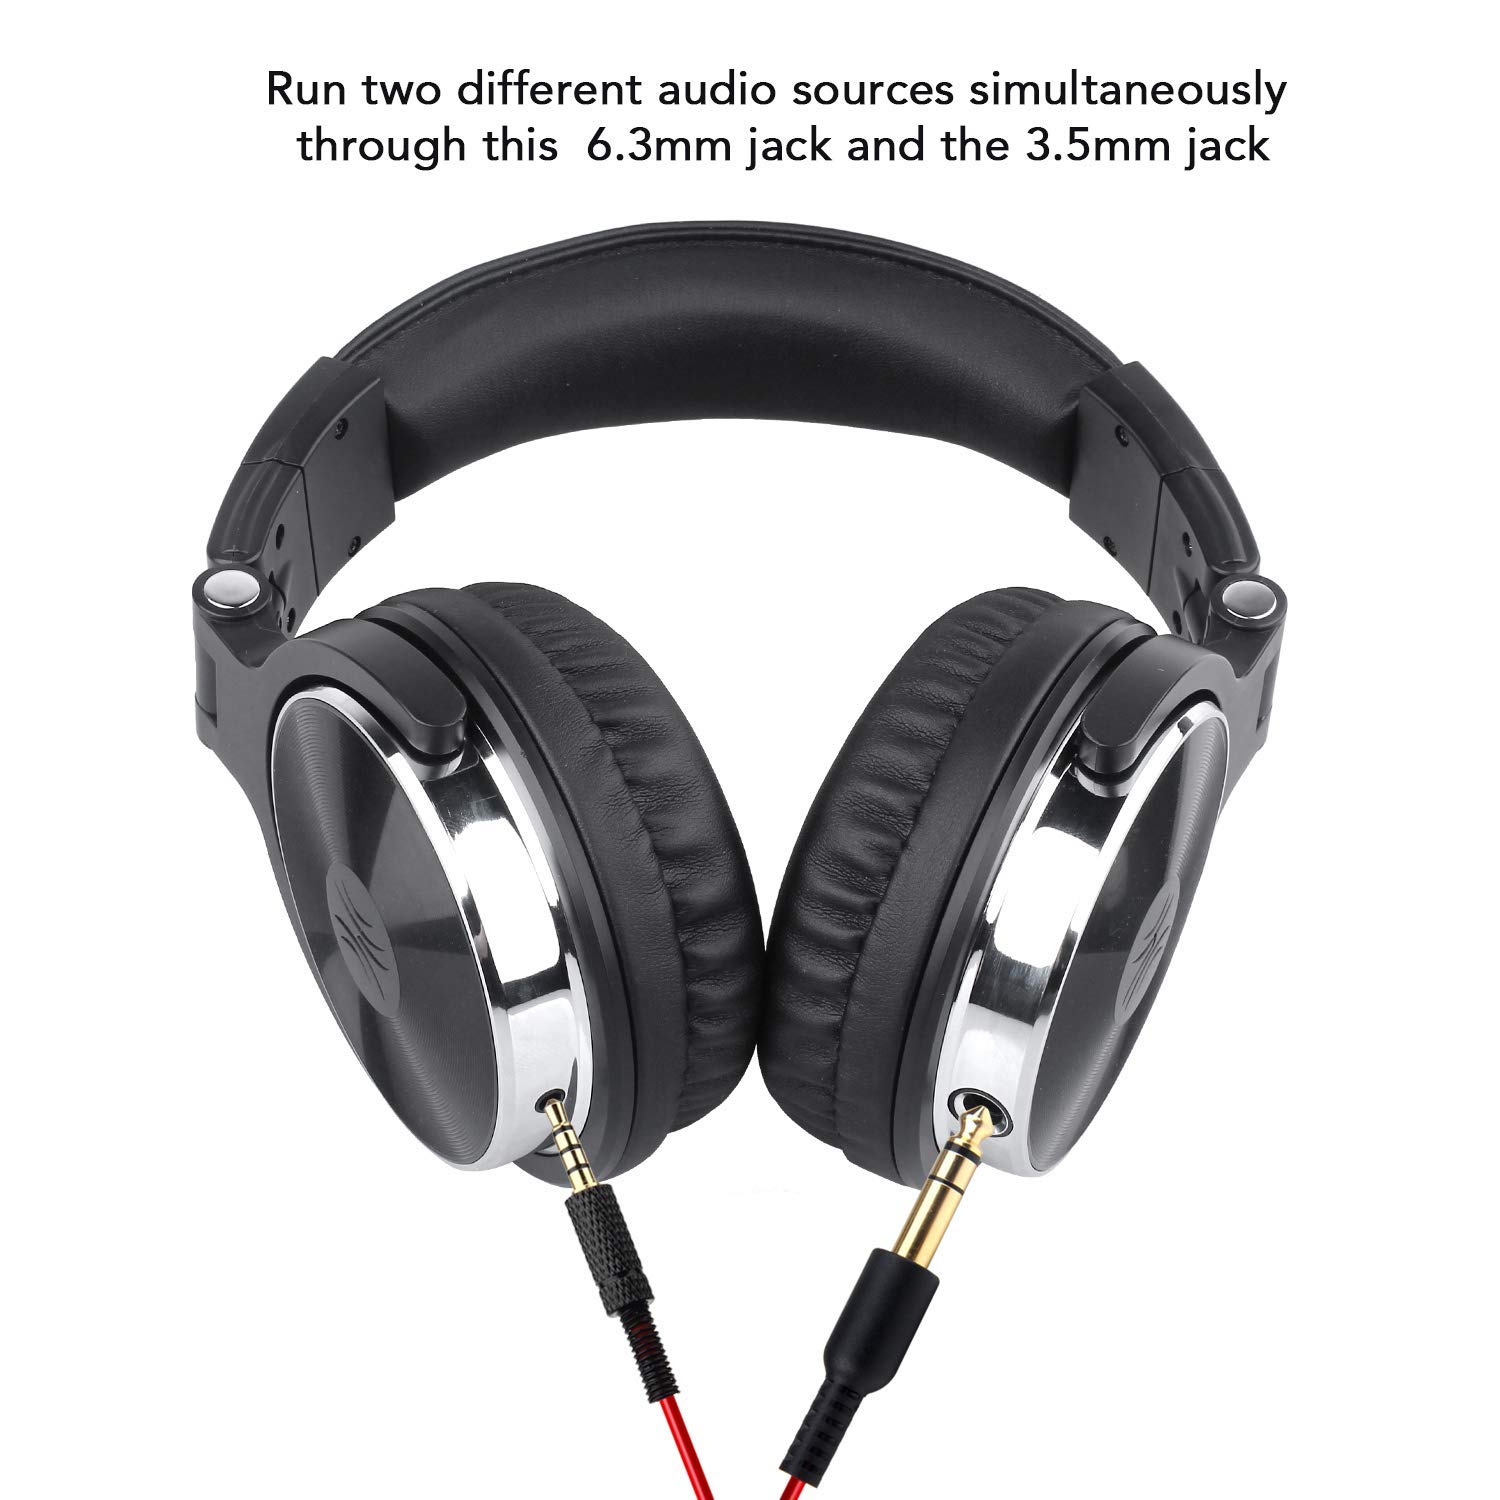 Run two different audio sources simultaneously
through this  6.3mm jack and the 3.5mm jack